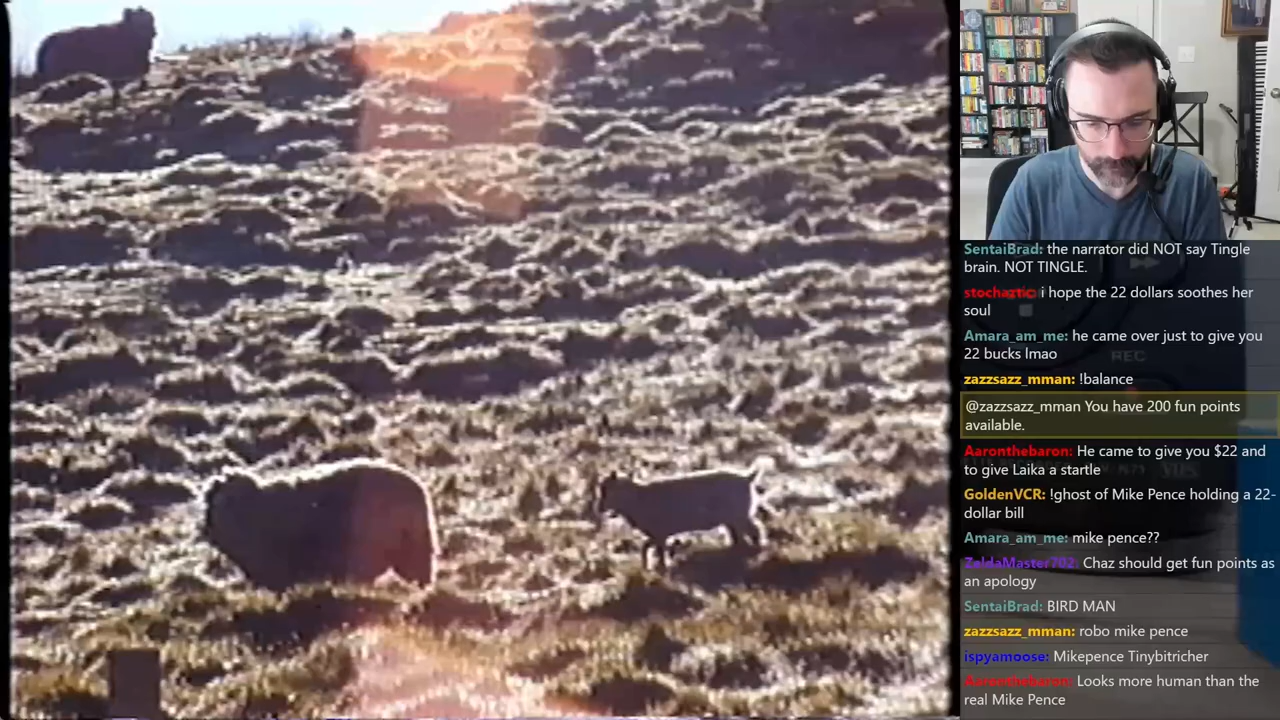 SentaiBrad: the narrator did NOT say Tingle
brain. NOT TINGLE.
stochaztic: i hope the 22 dollars soothes her
soul
Amara_am_me: he came over just to give you
22 bucks lmao
REC
zazzsazz_mman: !balance
@zazzsazz_mman You have 200 fun points
available.
Aaronthebaron: He came to give you $22 and
to give Laika a startle
GoldenVCR: !ghost of Mike Pence holding a 22-
dollar bill
Amara_am_me: mike pence??
ZeldaMaster702: Chaz should get fun points as
an apology
SentaiBrad: BIRD MAN
zazzsazz_mman: robo mike pence
ispyamoose: Mikepence Tinybitricher
Aaronthebaron: Looks more human than the
real Mike Pence